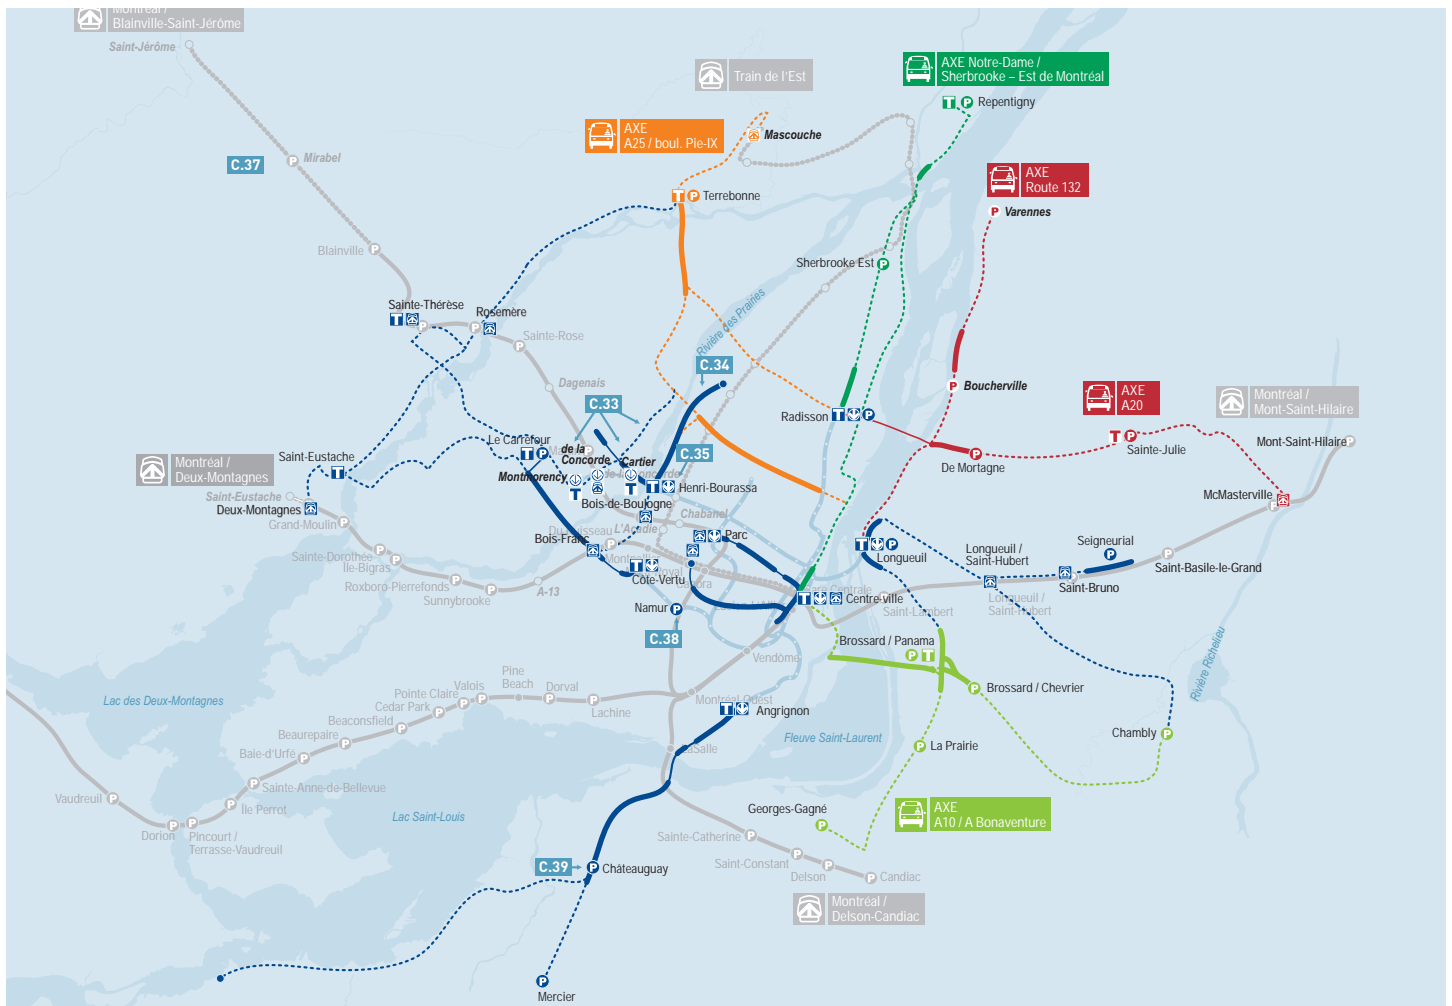 Montréal /
Blainville-Saint-Jérôme
Saint-Jérôme
Train de l'Est
AXE Notre-Dame /
Sherbrooke – Est de Montréal
Repentigny
AXE
A25 / boul. Pie-IX
Mascouche
C.37
Mirabel
AXE
Route 132
Terrebonne
Varennes
Blainville
Sherbrooke Est
Sainte-Thérèse
Rosemère
Sainte-Rose
Rivière des Prairies
C.34
Dagenais
Boucherville
AXE
A20
Montréal /
Mont-Saint-Hilaire
C.33
Radisson
Le Carrefour
de la
Concorde
Cartier
C.35
Mont-Saint-Hilaire
Sainte-Julie
De Mortagne
Saint-Eustache
Montréal /
Deux-Montagnes
Montmorency
Henri-Bourassa
Bois-de-Boulogne
McMasterville
Saint-Eustache
Deux-Montagnes
Grand-Moulin
Chabanel
L'Acadie
Parc
Bois-Franc
Sainte-Dorothée
Île-Bigras
Roxboro-Pierrefonds
Sunnybrooke
A-13
Côte-Vertu
Canora
Longueuil
Longueuil /
Saint-Hubert
Seigneurial
Saint-Basile-le-Grand
Saint-Bruno
Longueuil /
Saint-Hubert
Gare Centrale
Centre-ville
Saint-Lambert
Namur
C.38
Brossard / Panama
Vendôme
Brossard / Chevrier
Rivière Richelieu
Lac des Deux-Montagnes
Pine
Beach
Dorval
Valois
Pointe Claire
Cedar Park
Beaconsfield
Beaurepaire
Baie-d'Urfé
Lachine
Montréal-Ouest
Angrignon
Fleuve Saint-Laurent
La Prairie
Chambly
LaSalle
Sainte-Anne-de-Bellevue
Vaudreuil
Île Perrot
Dorion
Pincourt /
Terrasse-Vaudreuil
Lac Saint-Louis
Georges-Gagné
AXE
A10 / A Bonaventure
Sainte-Catherine
Saint-Constant
Delson
Candiac
C.39
Châteauguay
Montréal /
Delson-Candiac
Mercier